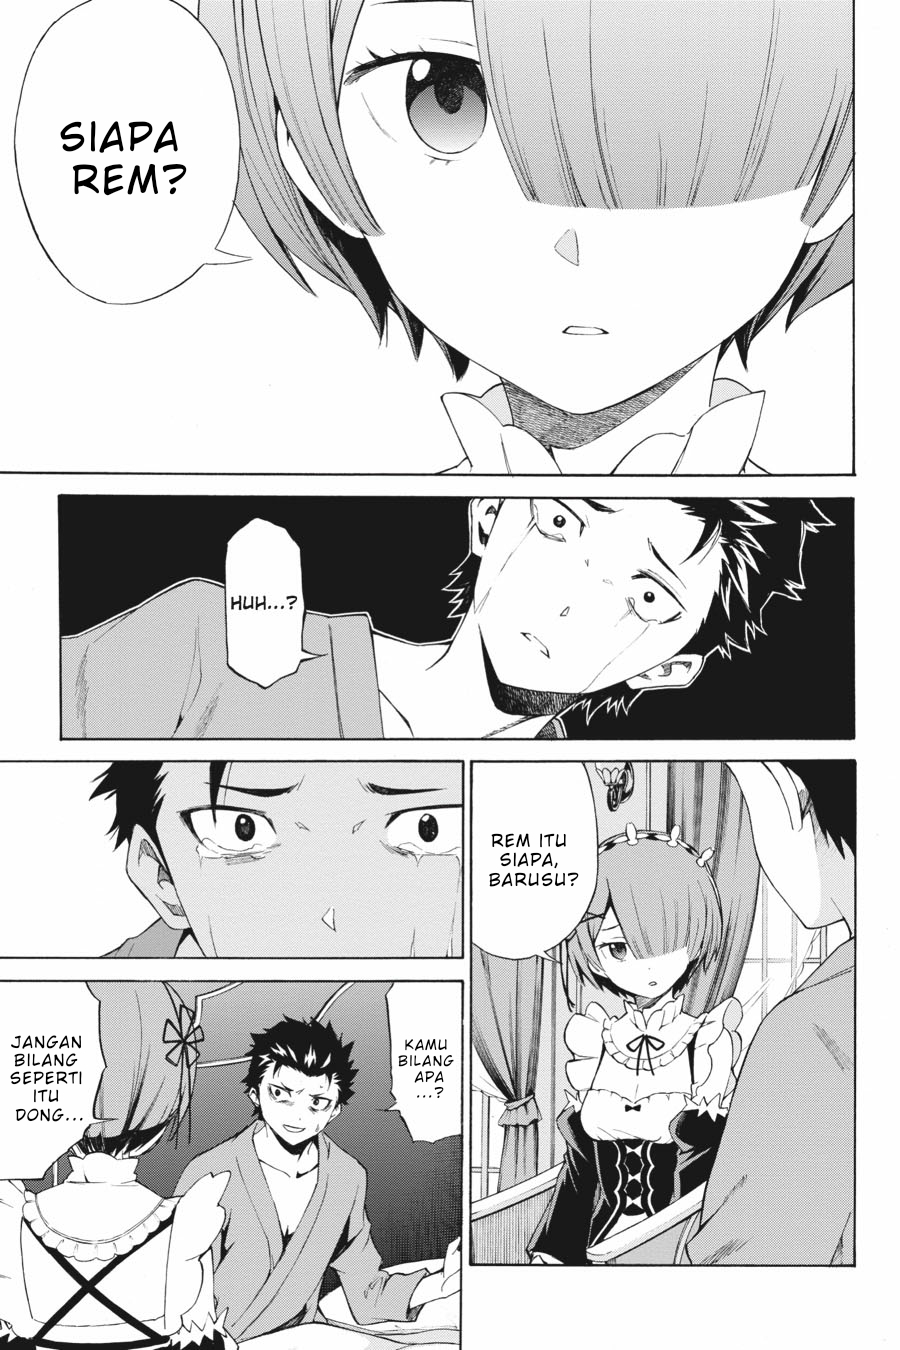 SIAPA
REM?
HUH...?
REM ITU
SIAPA,
BARUSU?
KAMU
BILANG
APA
...?
JANGAN
BILANG
SEPERTI
ITU
DONG...